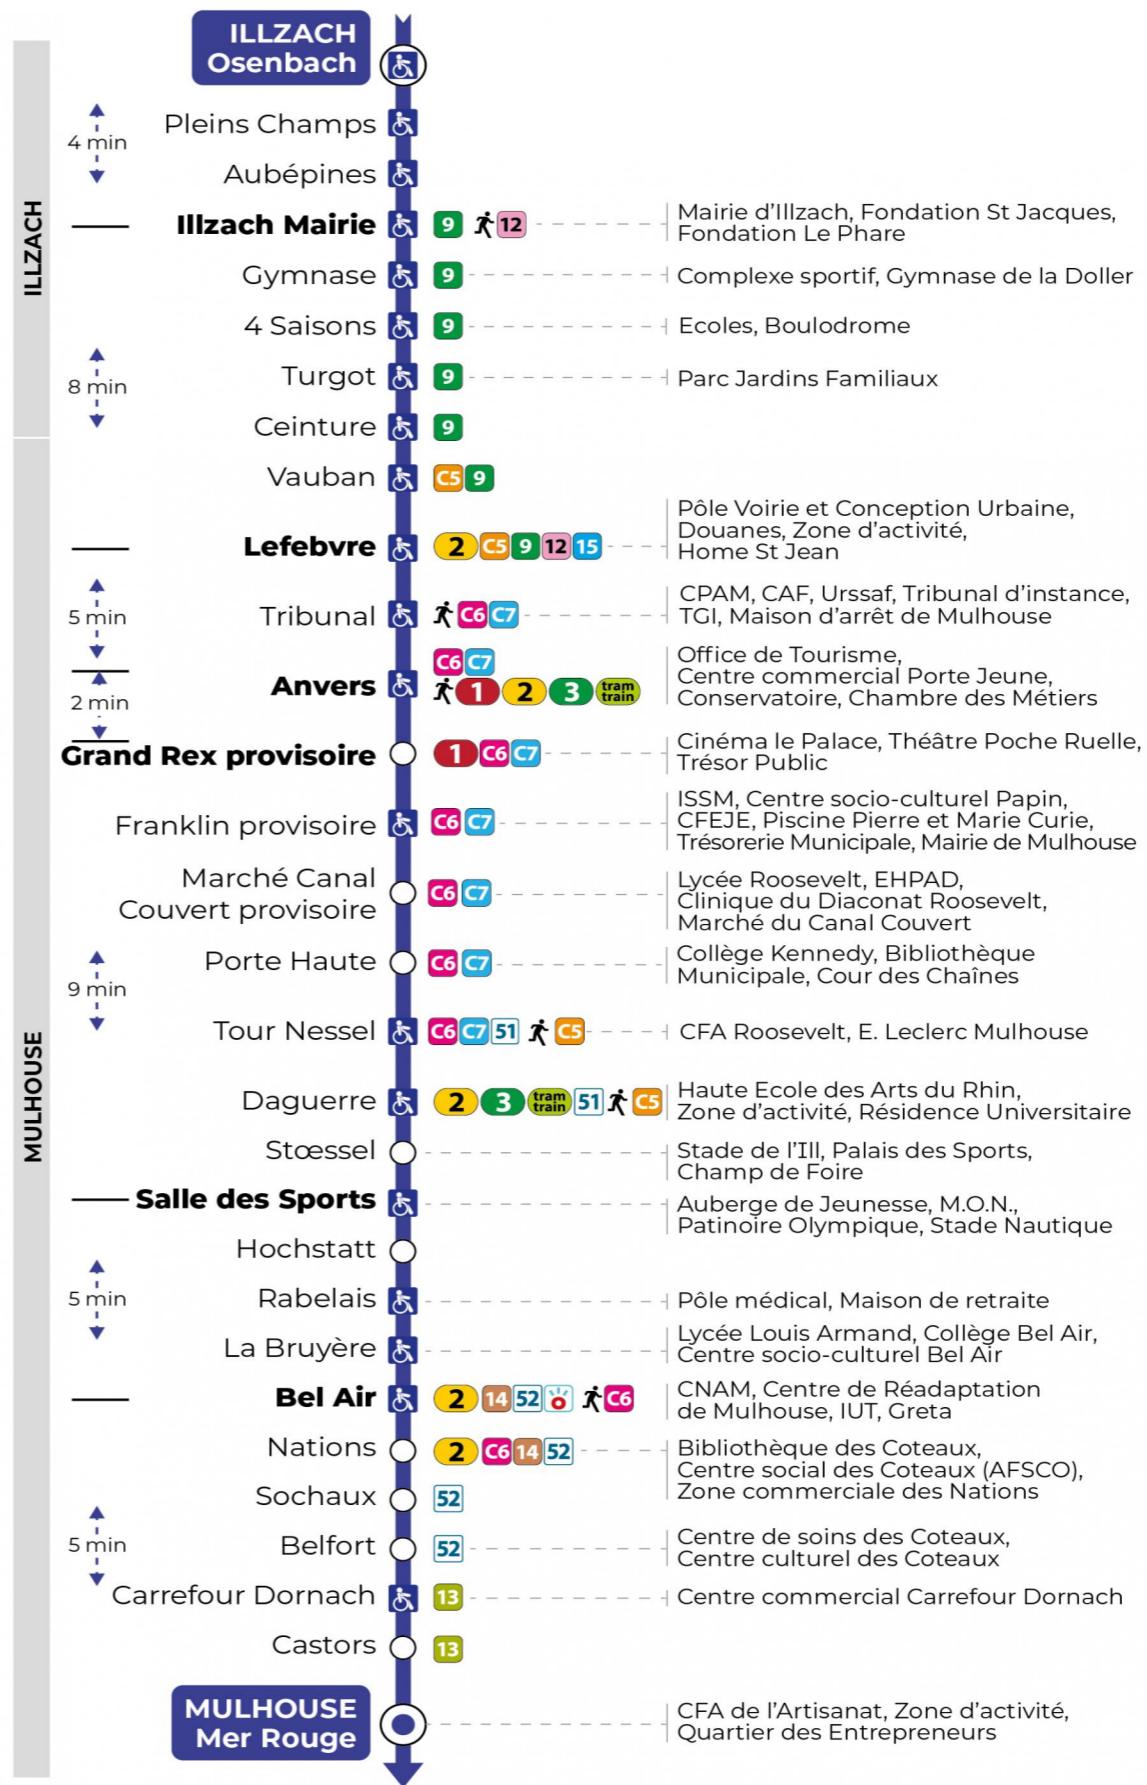 ILLZACH
Osenbach
Pleins Champs
4 min
Aubépines
ILLZACH
Illzach Mairie 9 12
Mairie d'Illzach, Fondation St Jacques,
Fondation Le Phare
Gymnase 9 Complexe sportif, Gymnase de la Doller
4 Saisons 9 Ecoles, Boulodrome
Turgot 9 Parc Jardins Familiaux
8 min
Ceinture 9
Vauban C5 9
Lefebvre 2 C5 9 12 15
Pôle Voirie et Conception Urbaine,
Douanes, Zone d'activité,
Home St Jean
5 min
Tribunal C6 C7
CPAM, CAF, Urssaf, Tribunal d'instance,
TGI, Maison d'arrêt de Mulhouse
Anvers
C6 C7
1 2 3 tram train
Office de Tourisme,
Centre commercial Porte Jeune,
Conservatoire, Chambre des Métiers
2 min
Grand Rex provisoire 1 C6 C7
Cinéma le Palace, Théâtre Poche Ruelle,
Trésor Public
Franklin provisoire C6 C7
ISSM, Centre socio-culturel Papin,
CFEJE, Piscine Pierre et Marie Curie,
Trésorerie Municipale, Mairie de Mulhouse
Marché Canal
Couvert provisoire
C6 C7
Lycée Roosevelt, EHPAD,
Clinique du Diaconat Roosevelt,
Marché du Canal Couvert
Porte Haute C6 C7
Collège Kennedy, Bibliothèque
Municipale, Cour des Chaînes
9 min
MULHOUSE
Tour Nessel C6 C7 51 C5 CFA Roosevelt, E. Leclerc Mulhouse
Daguerre 2 3 tram train 51 C5
Haute Ecole des Arts du Rhin,
Zone d'activité, Résidence Universitaire
Stœssel
Stade de l'Ill, Palais des Sports,
Champ de Foire
Salle des Sports
Auberge de Jeunesse, M.O.N.,
Patinoire Olympique, Stade Nautique
Hochstatt
5 min
Rabelais Pôle médical, Maison de retraite
La Bruyère
Lycée Louis Armand, Collège Bel Air,
Centre socio-culturel Bel Air
Bel Air 2 14 52 C6
CNAM, Centre de Réadaptation
de Mulhouse, IUT, Greta
Nations 2 C6 14 52
Bibliothèque des Coteaux,
Centre social des Coteaux (AFSCO),
Zone commerciale des Nations
Sochaux 52
5 min
Belfort 52
Centre de soins des Coteaux,
Centre culturel des Coteaux
Carrefour Dornach 13 Centre commercial Carrefour Dornach
Castors 13
MULHOUSE
Mer Rouge
CFA de l'Artisanat, Zone d'activité,
Quartier des Entrepreneurs